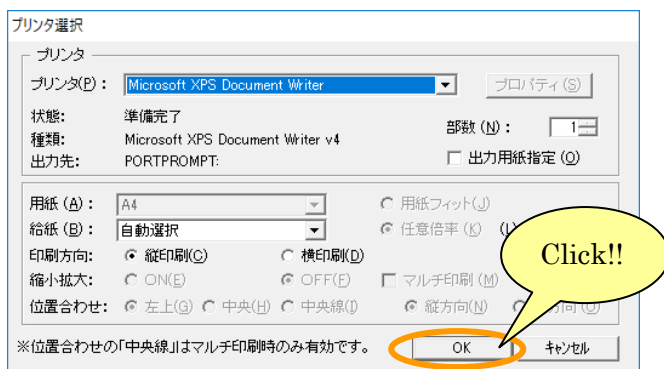 プリンタ選択
プリンタ
プリンタ(P): Microsoft XPS Document Writer プロパティ(S)
状態: 準備完了
種類: Microsoft XPS Document Writer v4
部数(N): 1
出力先: PORTPROMPT:
出力用紙指定(O)
用紙(A): A4 用紙フィット(J)
給紙(B): 自動選択 任意倍率(K)
印刷方向: 縦印刷(C) 横印刷(D)
縮小拡大: ON(E) OFF(F) マルチ印刷(M)
位置合わせ: 左上(G) 中央(H) 中央線(I) 縦方向(N)
Click!!
※位置合わせの「中央線」はマルチ印刷時のみ有効です。 OK キャンセル